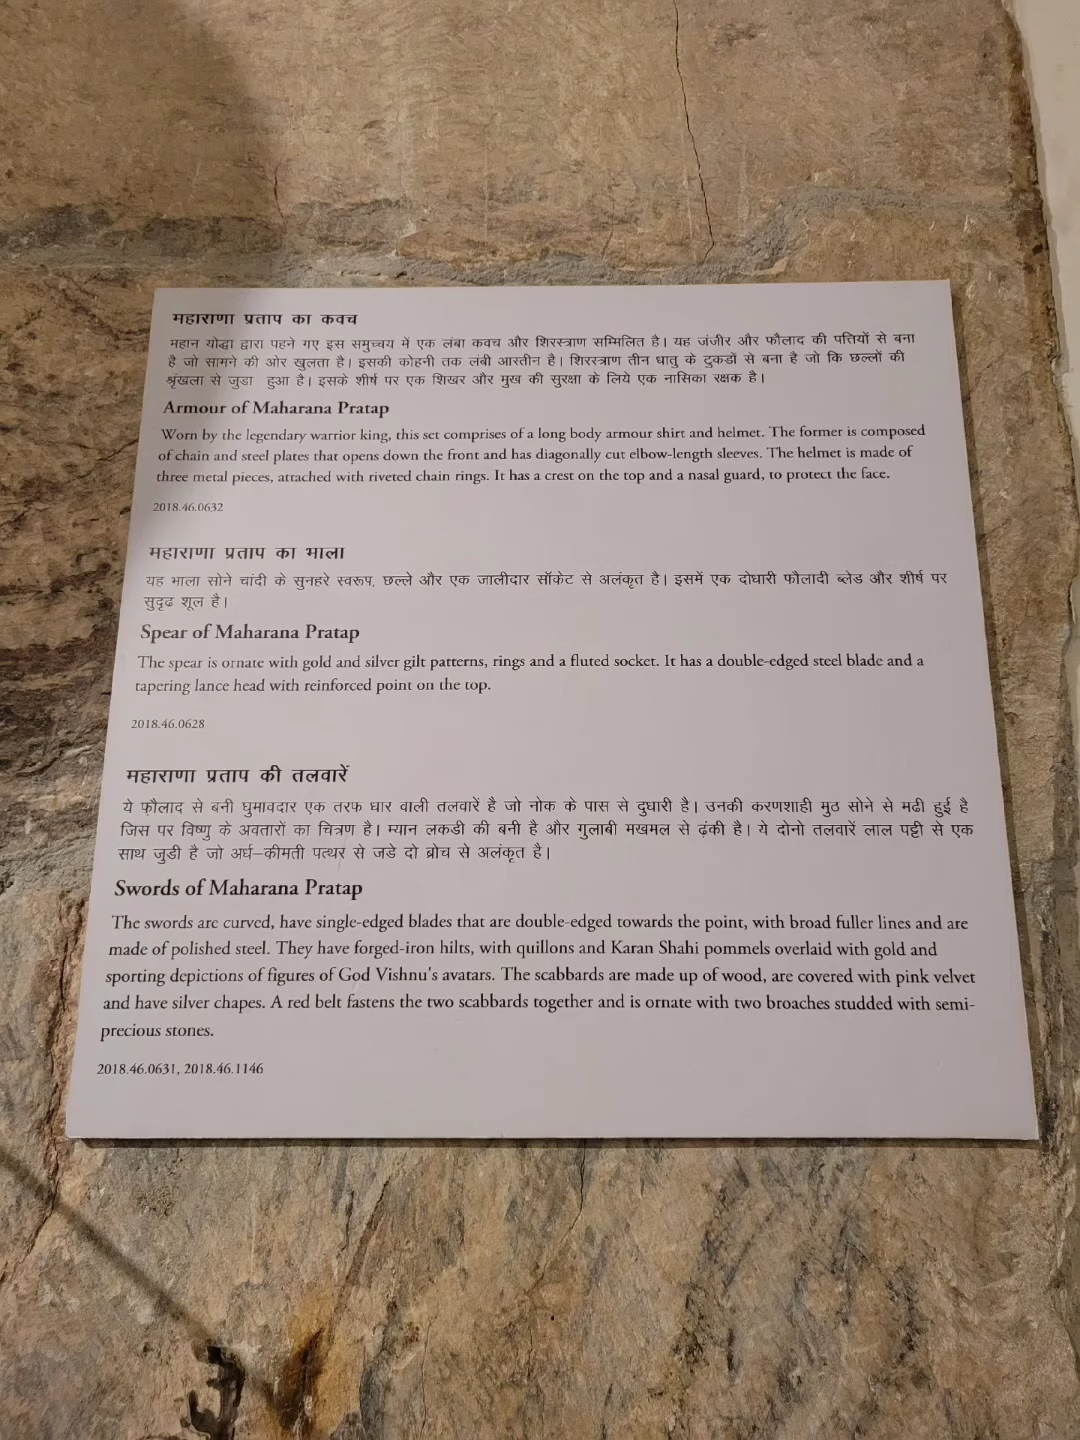 महाराणा प्रताप का कवच
महान योद्धा द्वारा पहने गए इस समुच्चय में एक लंबा कवच और शिरस्त्राण सम्मिलित है। यह जंजीर और फौलाद की पत्तियों से बना
है जो सामने की ओर खुलता है। इसकी कोहनी तक लंबी आस्तीन है। शिरस्त्राण तीन धातु के टुकडों से बना है जो कि छल्लों की
श्रृंखला से जुडा हुआ है। इसके शीर्ष पर एक शिखर और मुख की सुरक्षा के लिये एक नासिका रक्षक है।
Armour of Maharana Pratap
Worn by the legendary warrior king, this set comprises of a long body armour shirt and helmet. The former is composed
of chain and steel plates that opens down the front and has diagonally cut elbow-length sleeves. The helmet is made of
three metal pieces, attached with riveted chain rings. It has a crest on the top and a nasal guard, to protect the face.
2018.46.0632
महाराणा प्रताप का भाला
यह भाला सोने चांदी के सुनहरे स्वरूप, छल्ले और एक जालीदार सॉकेट से अलंकृत है। इसमें एक दोधारी फौलादी ब्लेड और शीर्ष पर
सुदृढ शूल है।
Spear of Maharana Pratap
The spear is ornate with gold and silver gilt patterns, rings and a fluted socket. It has a double-edged steel blade and a
tapering lance head with reinforced point on the top.
2018.46.0628
महाराणा प्रताप की तलवारें
ये फ़ौलाद से बनी घुमावदार एक तरफ धार वाली तलवारें है जो नोक के पास से दुधारी है। उनकी करणशाही मुठ सोने से मढी हुई है
जिस पर विष्णु के अवतारों का चित्रण है। म्यान लकडी की बनी है और गुलाबी मखमल से ढ़ंकी है। ये दोनो तलवारें लाल पट्टी से एक
साथ जुडी है जो अर्ध–कीमती पत्थर से जडे दो ब्रोच से अलंकृत है।
Swords of Maharana Pratap
The swords are curved, have single-edged blades that are double-edged towards the point, with broad fuller lines and are
made of polished steel. They have forged-iron hilts, with quillons and Karan Shahi pommels overlaid with gold and
sporting depictions of figures of God Vishnu's avatars. The scabbards are made up of wood, are covered with pink velvet
and have silver chapes. A red belt fastens the two scabbards together and is ornate with two broaches studded with semi-
precious stones.
2018.46.0631, 2018.46.1146